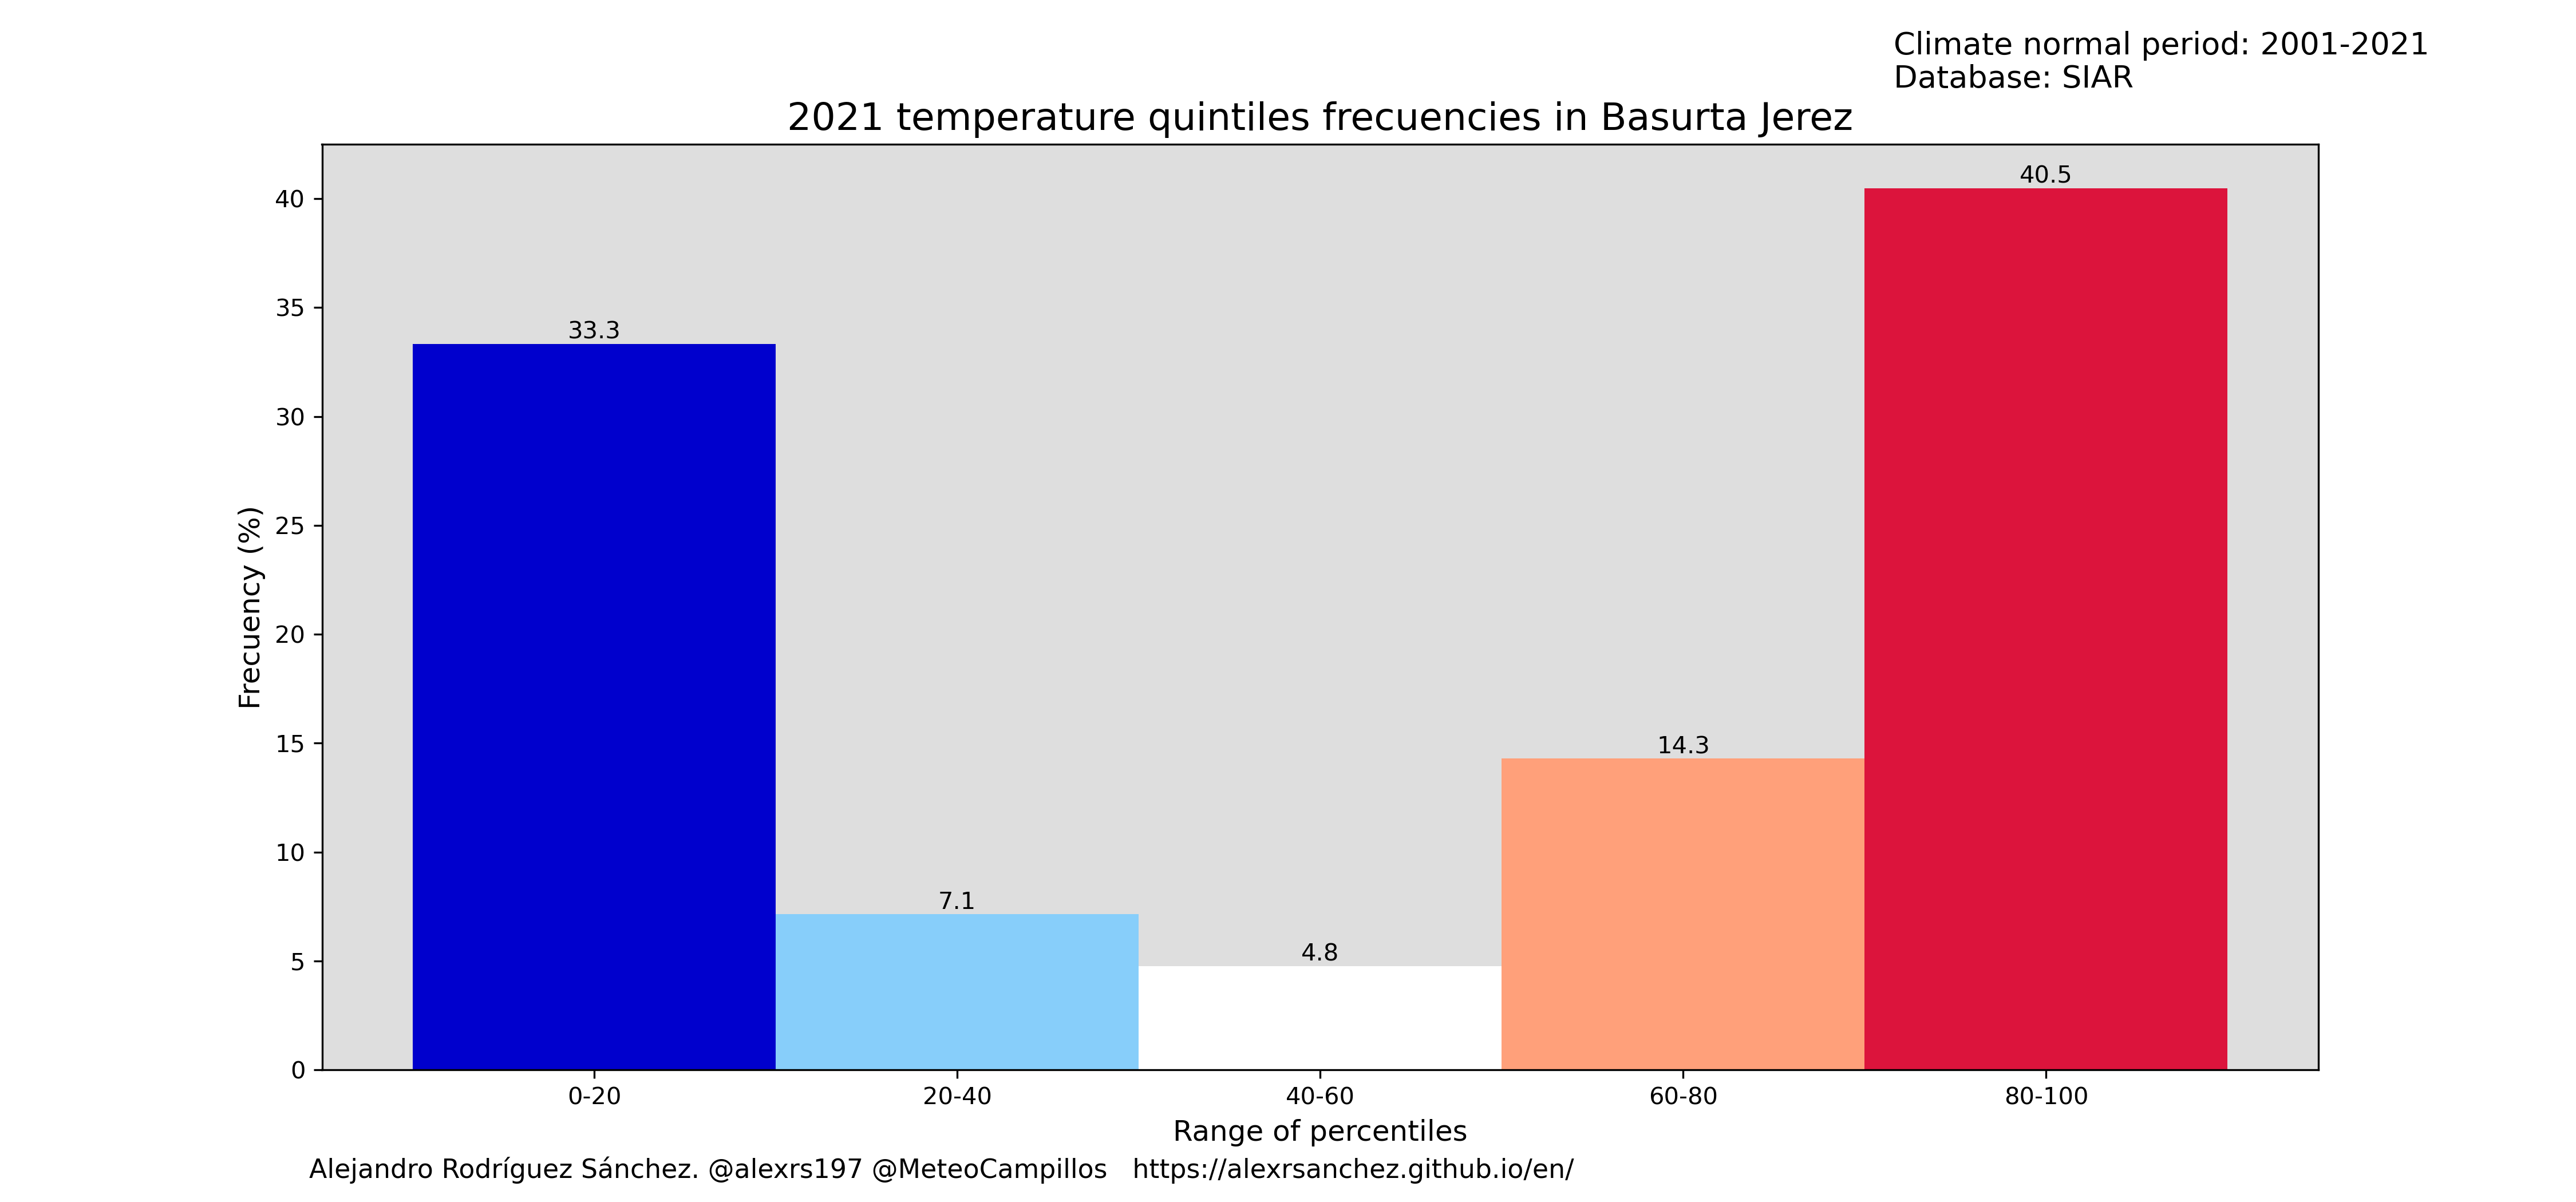 Climate normal period: 2001-2021
Database: SIAR
2021 temperature quintiles frecuencies in Basurta Jerez
40.5
40
35
33.3
30
25
Frecuency (%)
20
15
14.3
10
7.1
5
4.8
0
0-20 20-40 40-60 60-80 80-100
Range of percentiles
Alejandro Rodríguez Sánchez. @alexrs197 @MeteoCampillos https://alexrsanchez.github.io/en/